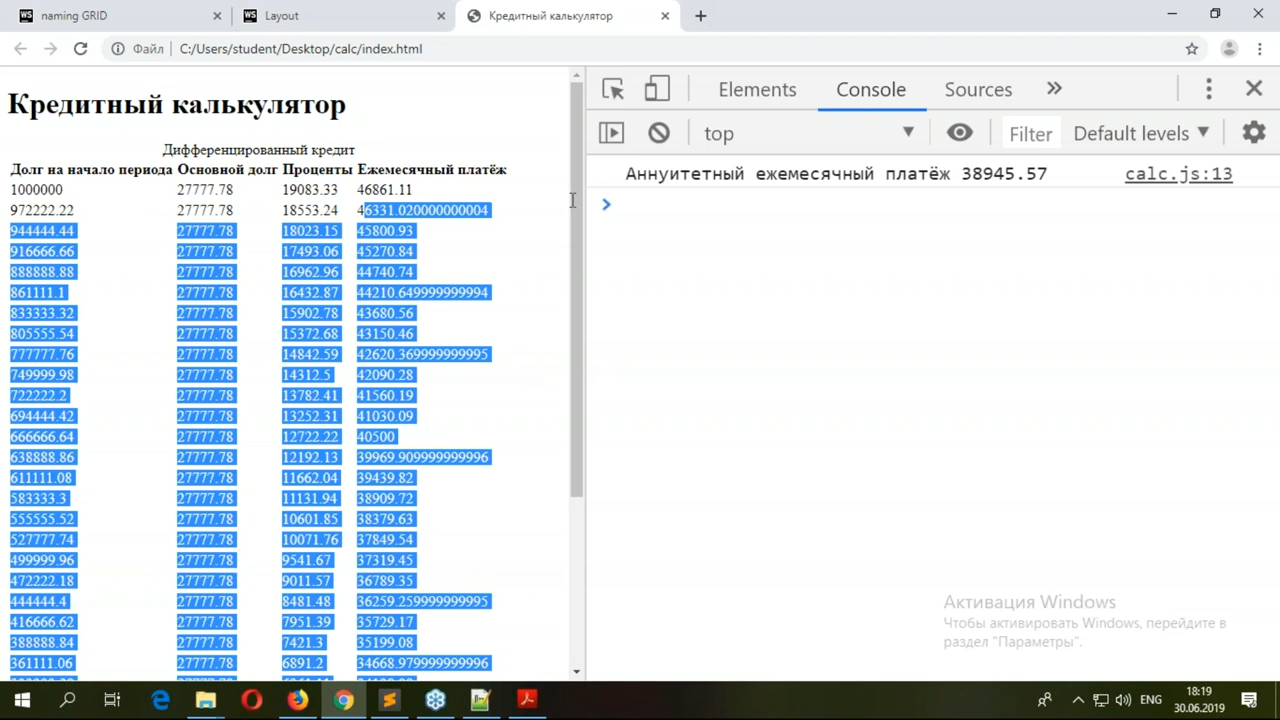 naming GRID
Layout
Кредитный калькулятор
Файл
C:/Users/student/Desktop/calc/index.html
Кредитный калькулятор
Дифференцированный кредит
Долг на начало периода Основной долг Проценты Ежемесячный платёж
1000000 27777.78 19083.33 46861.11
972222.22 27777.78 18553.24 46331.020000000004
944444.44 27777.78 18023.15 45800.93
916666.66 27777.78 17493.06 45270.84
888888.88 27777.78 16962.96 44740.74
861111.1 27777.78 16432.87 44210.649999999994
833333.32 27777.78 15902.78 43680.56
805555.54 27777.78 15372.68 43150.46
777777.76 27777.78 14842.59 42620.369999999995
749999.98 27777.78 14312.5 42090.28
722222.2 27777.78 13782.41 41560.19
694444.42 27777.78 13252.31 41030.09
666666.64 27777.78 12722.22 40500
638888.86 27777.78 12192.13 39969.909999999996
611111.08 27777.78 11662.04 39439.82
583333.3 27777.78 11131.94 38909.72
555555.52 27777.78 10601.85 38379.63
527777.74 27777.78 10071.76 37849.54
499999.96 27777.78 9541.67 37319.45
472222.18 27777.78 9011.57 36789.35
444444.4 27777.78 8481.48 36259.259999999995
416666.62 27777.78 7951.39 35729.17
388888.84 27777.78 7421.3 35199.08
361111.06 27777.78 6891.2 34668.979999999996
Elements Console Sources
top
Filter
Default levels
Аннуитетный ежемесячный платёж 38945.57 calc.js:13
Активация Windows
Чтобы активировать Windows, перейдите в
раздел "Параметры".
ENG
18:19
30.06.2019